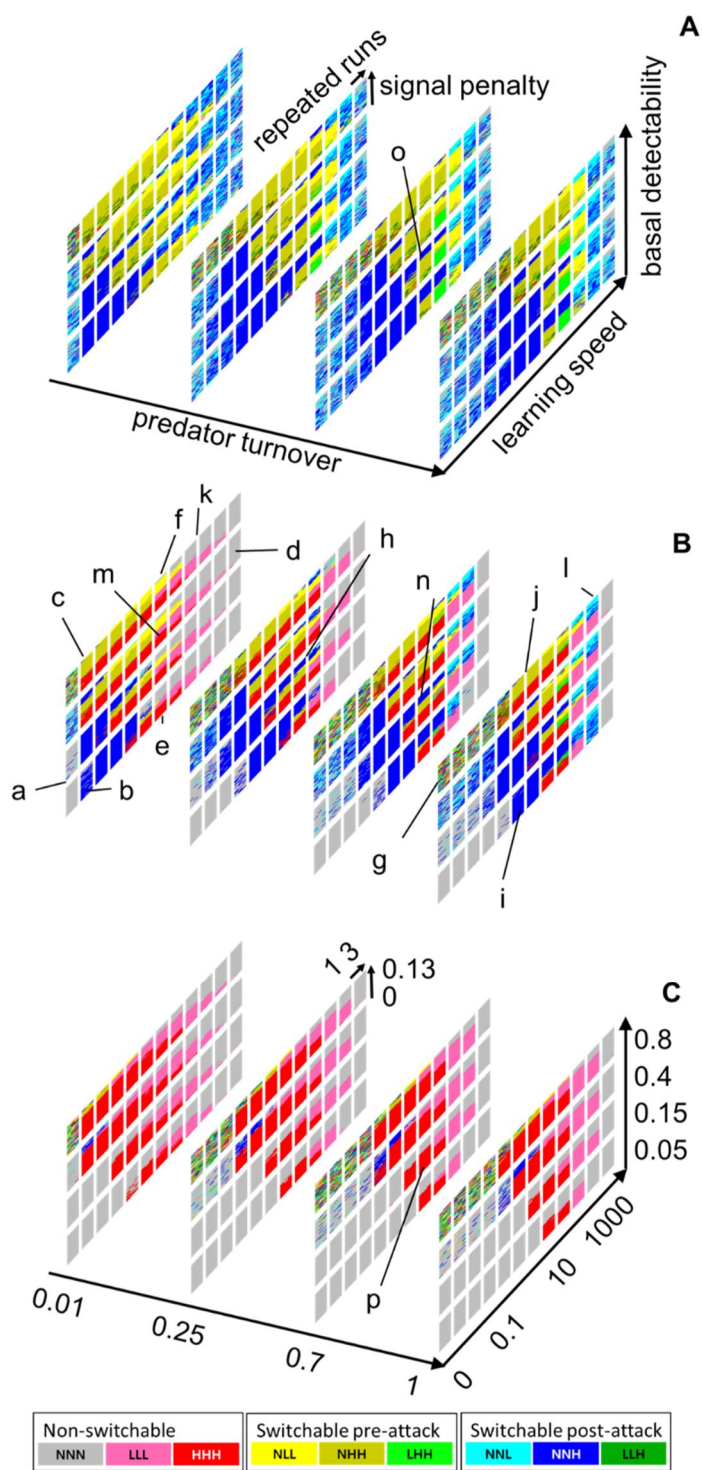 A
repeated runs
signal penalty
o
basal detectability
learning speed
predator turnover
B
k
f
d
h
m
c
n
l
j
e
a
b
g
i
C
1 3
0.13
0
0.8
0.4
0.15
0.05
p
1000
10
0.1
0
0.01
0.25
0.7
1
Non-switchable
NNN LLL HHH
Switchable pre-attack
NLL NHH LHH
Switchable post-attack
NNL NNH LLH